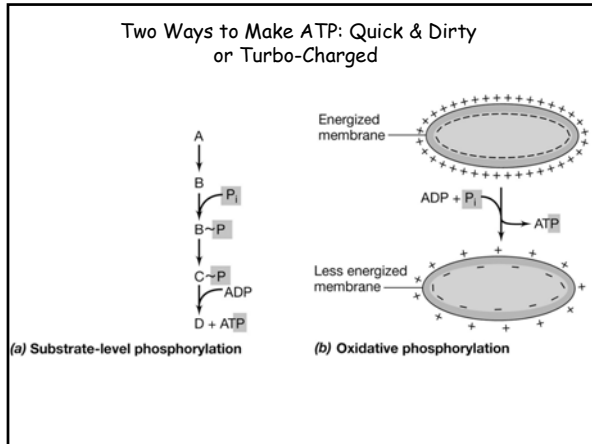 Two Ways to Make ATP: Quick & Dirty
or Turbo-Charged
A
B
Pi
B~P
C~P
ADP
D + ATP
(a) Substrate-level phosphorylation
Energized
membrane
ADP + Pi
ATP
Less energized
membrane
(b) Oxidative phosphorylation